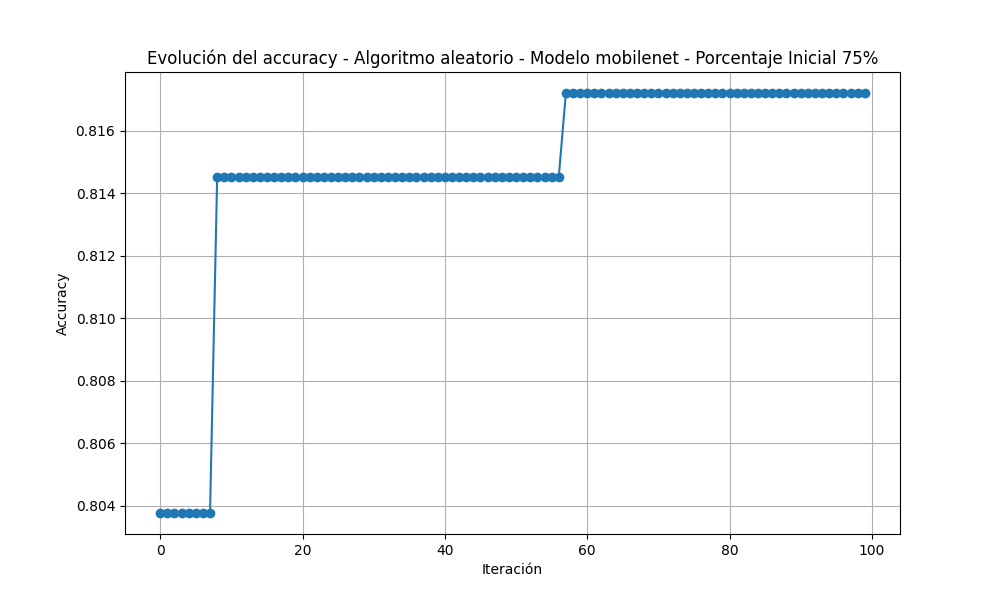 Evolución del accuracy - Algoritmo aleatorio - Modelo mobilenet - Porcentaje Inicial 75%
0.816
0.814
0.812
0.810
0.808
0.806
0.804
Accuracy
0 20 40 60 80 100
Iteración